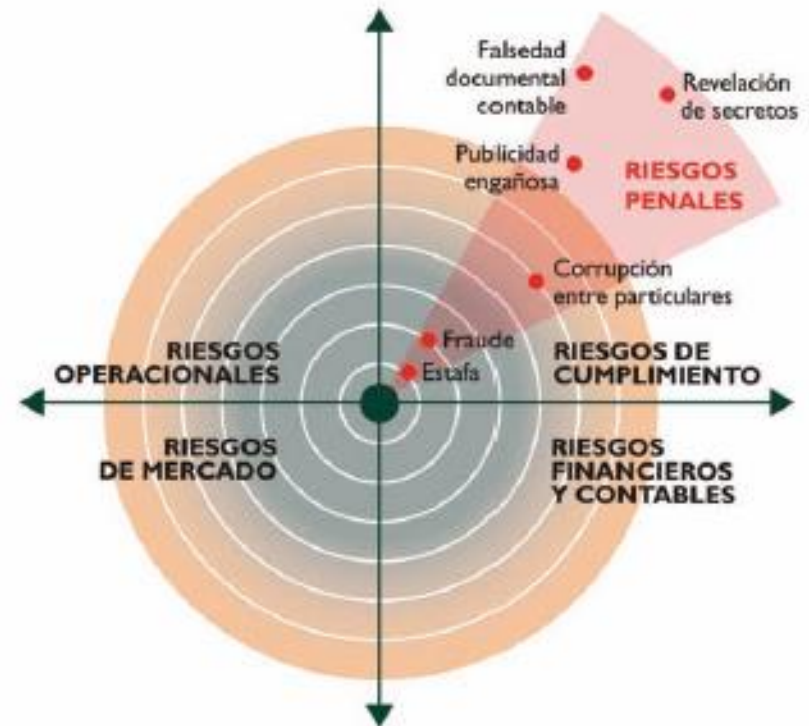 Falsedad
documental
contable
Revelación
de secretos
Publicidad
engañosa
RIESGOS
PENALES
Corrupción
entre particulares
Fraude
Estafa
RIESGOS
OPERACIONALES
RIESGOS DE
CUMPLIMIENTO
RIESGOS
DE MERCADO
RIESGOS
FINANCIEROS
Y CONTABLES